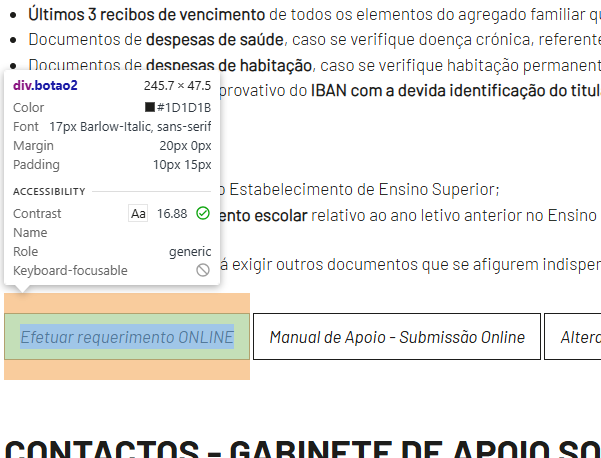 Últimos 3 recibos de vencimento de todos os elementos do agregado familiar
Documentos de despesas de saúde, caso se verifique doença crónica, referente
Documentos de despesas de habitação, caso se verifique habitação permanen
div.botao2 245.7 × 47.5
provativo do IBAN com a devida identificação do titul
Color #1D1D1B
Font 17px Barlow-Italic, sans-serif
Margin 20px 0px
Padding 10px 15px
ACCESSIBILITY
o Estabelecimento de Ensino Superior;
Contrast Aa 16.88
ento escolar relativo ao ano letivo anterior no Ensino
Name
Role generic
Keyboard-focusable
á exigir outros documentos que se afigurem indisper
Efetuar requerimento ONLINE
Manual de Apoio - Submissão Online
Altera
CONTACTOS - GABINETE DE APOIO SO